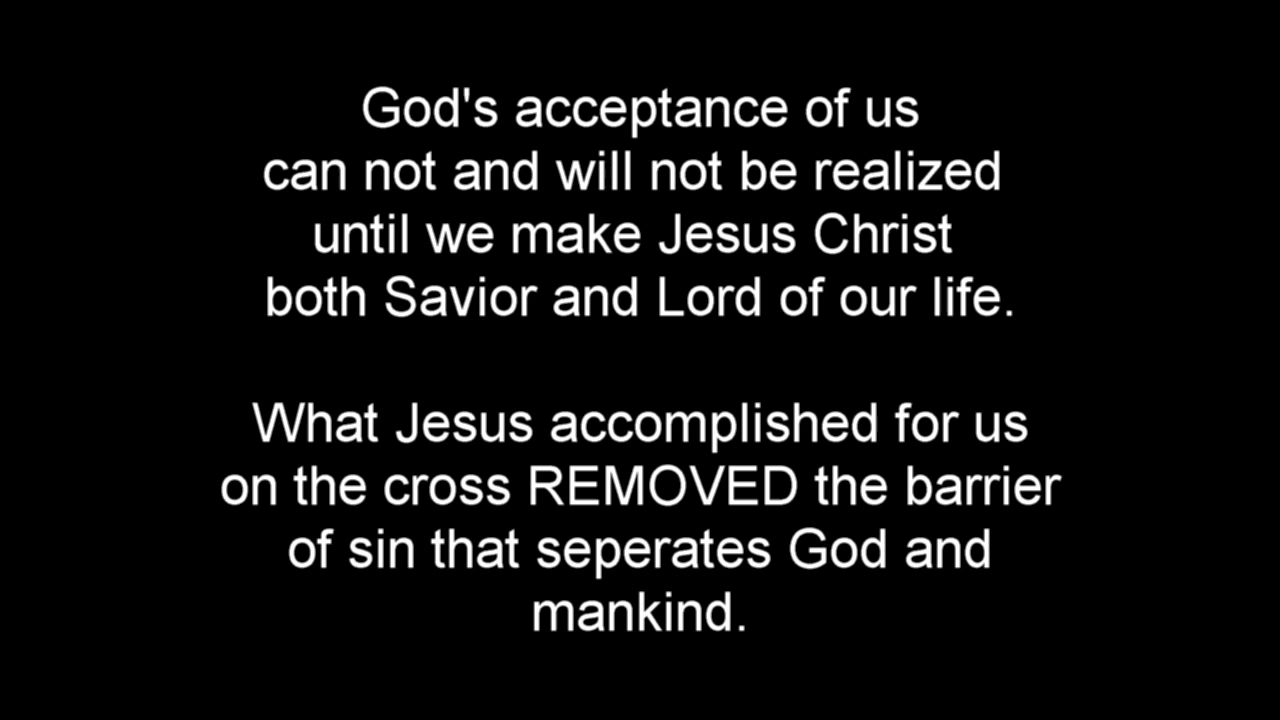 God's acceptance of us
can not and will not be realized
until we make Jesus Christ
both Savior and Lord of our life.
What Jesus accomplished for us
on the cross REMOVED the barrier
of sin that seperates God and
mankind.